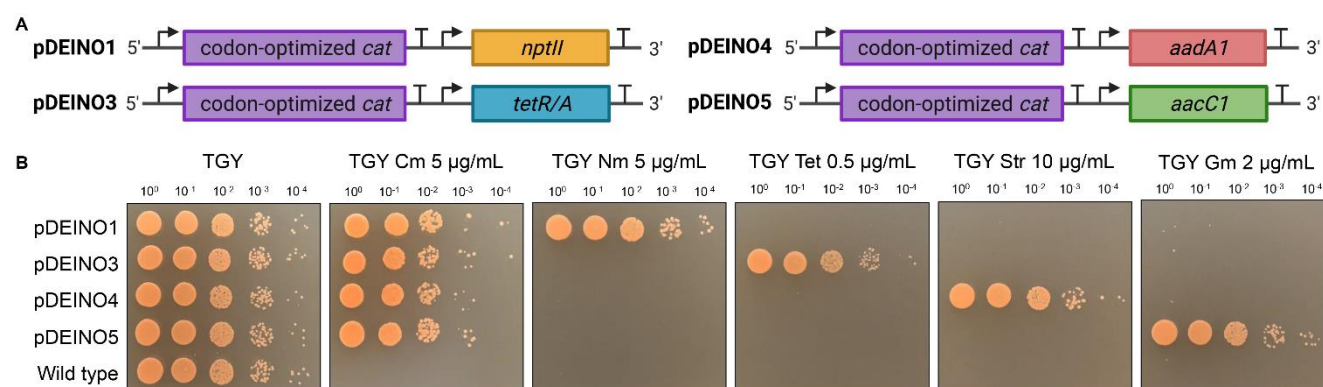 A
pDEINO1 5' codon-optimized cat nptII 3' pDEINO4 5' codon-optimized cat aadA1 3'
pDEINO3 5' codon-optimized cat tetR/A 3' pDEINO5 5' codon-optimized cat aacC1 3'
B TGY TGY Cm 5 µg/mL TGY Nm 5 µg/mL TGY Tet 0.5 µg/mL TGY Str 10 µg/mL TGY Gm 2 µg/mL
10⁰ 10⁻¹ 10⁻² 10⁻³ 10⁻⁴ 10⁰ 10⁻¹ 10⁻² 10⁻³ 10⁻⁴ 10⁰ 10⁻¹ 10⁻² 10⁻³ 10⁻⁴ 10⁰ 10⁻¹ 10⁻² 10⁻³ 10⁻⁴ 10⁰ 10⁻¹ 10⁻² 10⁻³ 10⁻⁴ 10⁰ 10⁻¹ 10⁻² 10⁻³ 10⁻⁴
pDEINO1
pDEINO3
pDEINO4
pDEINO5
Wild type